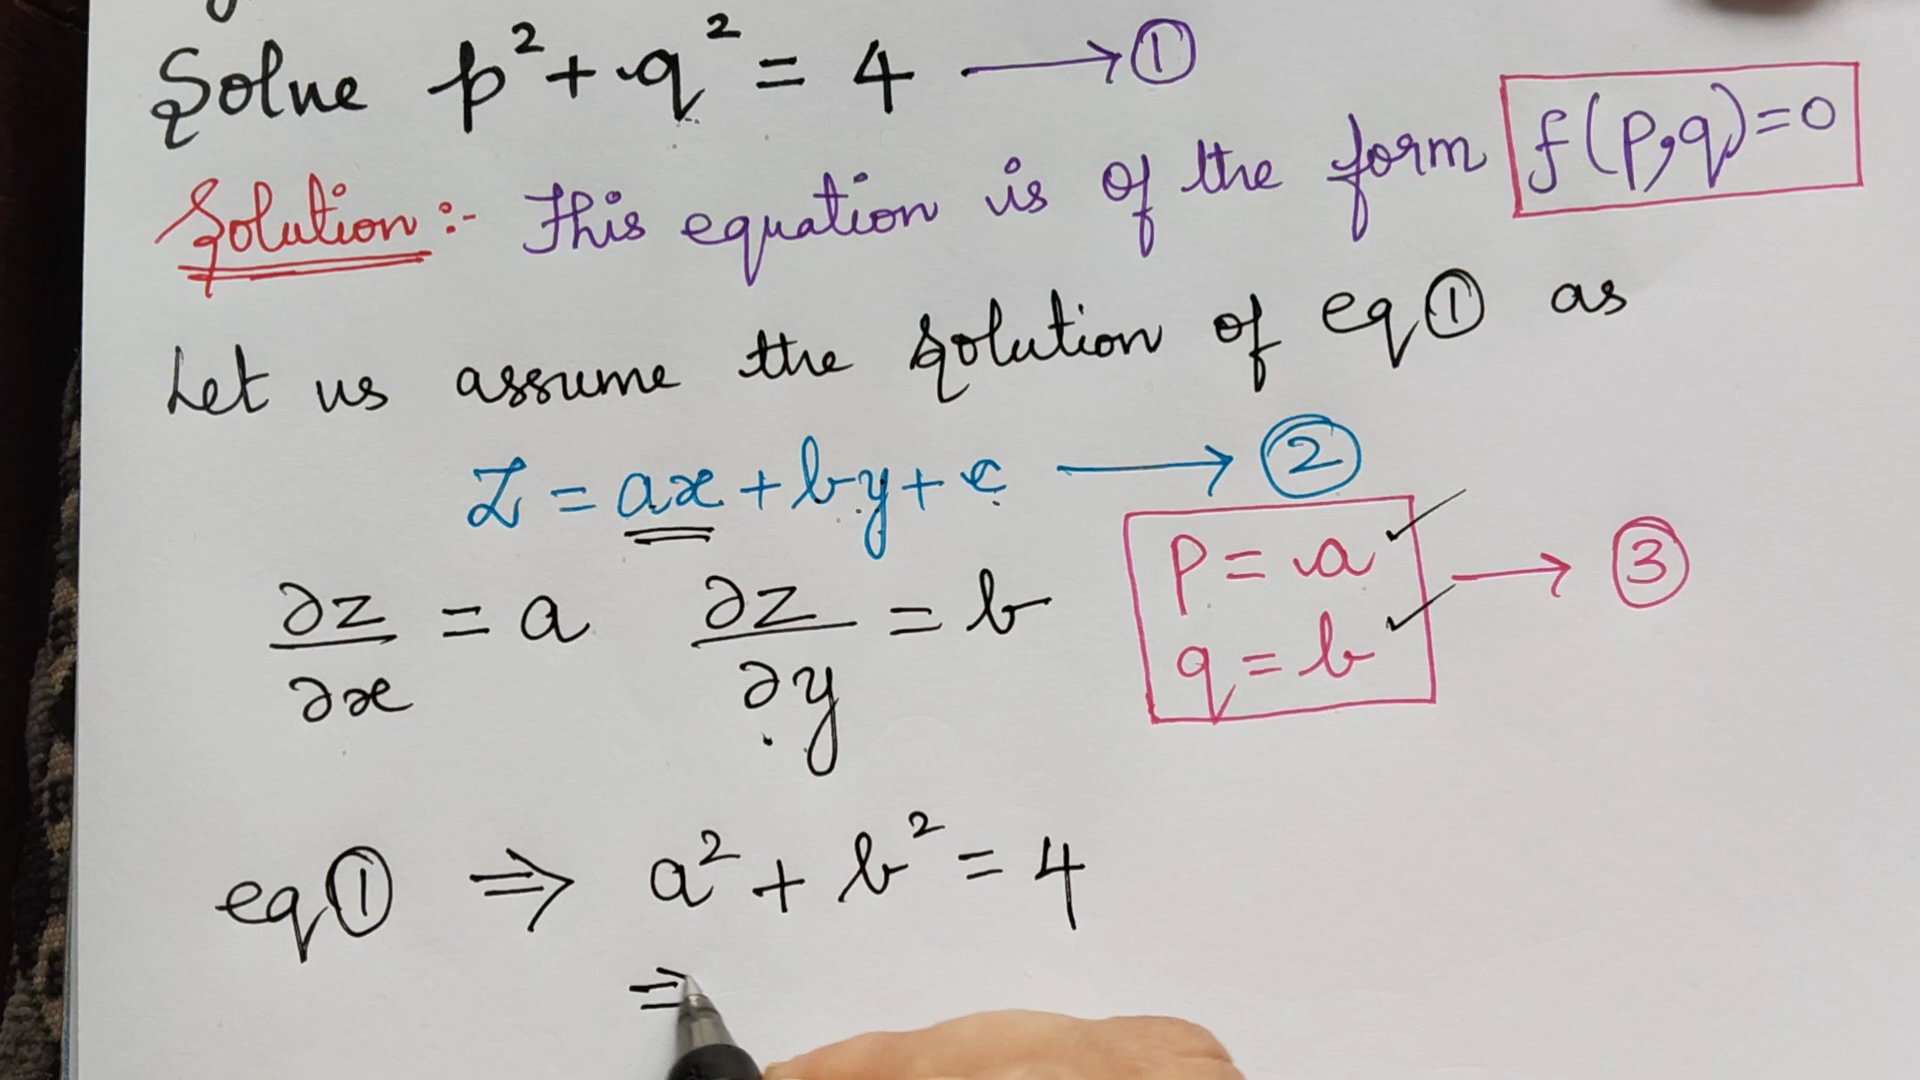 Solve p² + q² = 4 → ①
Solution :- This equation is of the form f(p,q)=0
Let us assume the solution of eq ① as
Z = ax + by + c → ②
∂z/∂x = a ∂z/∂y = b
p = a ✓
q = b ✓ → ③
eq ① ⇒ a² + b² = 4
⇒